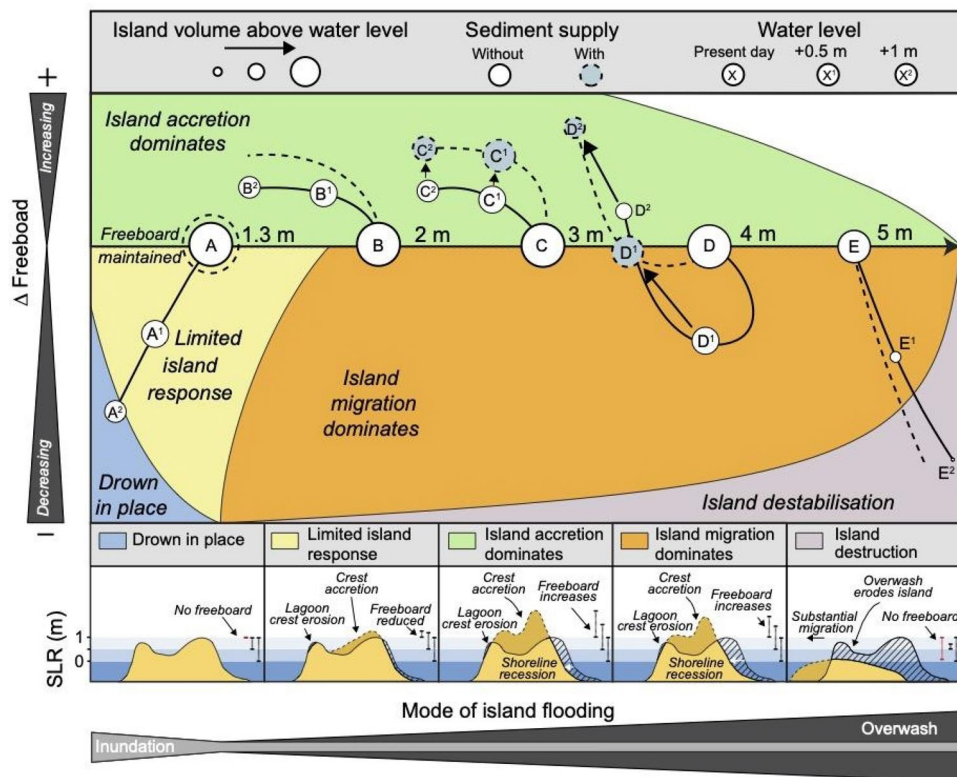 Island volume above water level
Sediment supply
Without
With
Water level
Present day
+0.5 m
+1 m
X
X¹
X²
+
Increasing
Δ Freeboad
Decreasing
−
Island accretion
dominates
B²
B¹
C²
C¹
C²
C¹
D²
D²
Freeboard
maintained
A
1.3 m
B
2 m
C
3 m
D¹
D
4 m
E
5 m
A¹
A²
Limited
island
response
Island
migration
dominates
D¹
E¹
E²
Drown
in place
Island destabilisation
Drown in place
Limited island
response
Island accretion
dominates
Island migration
dominates
Island
destruction
SLR (m)
1
0
No freeboard
Crest
accretion
Lagoon
crest erosion
Freeboard
reduced
Crest
accretion
Freeboard
increases
Lagoon
crest erosion
Shoreline
recession
Crest
accretion
Freeboard
increases
Lagoon
crest erosion
Shoreline
recession
Overwash
erodes island
Substantial
migration
No freeboard
Mode of island flooding
Inundation
Overwash